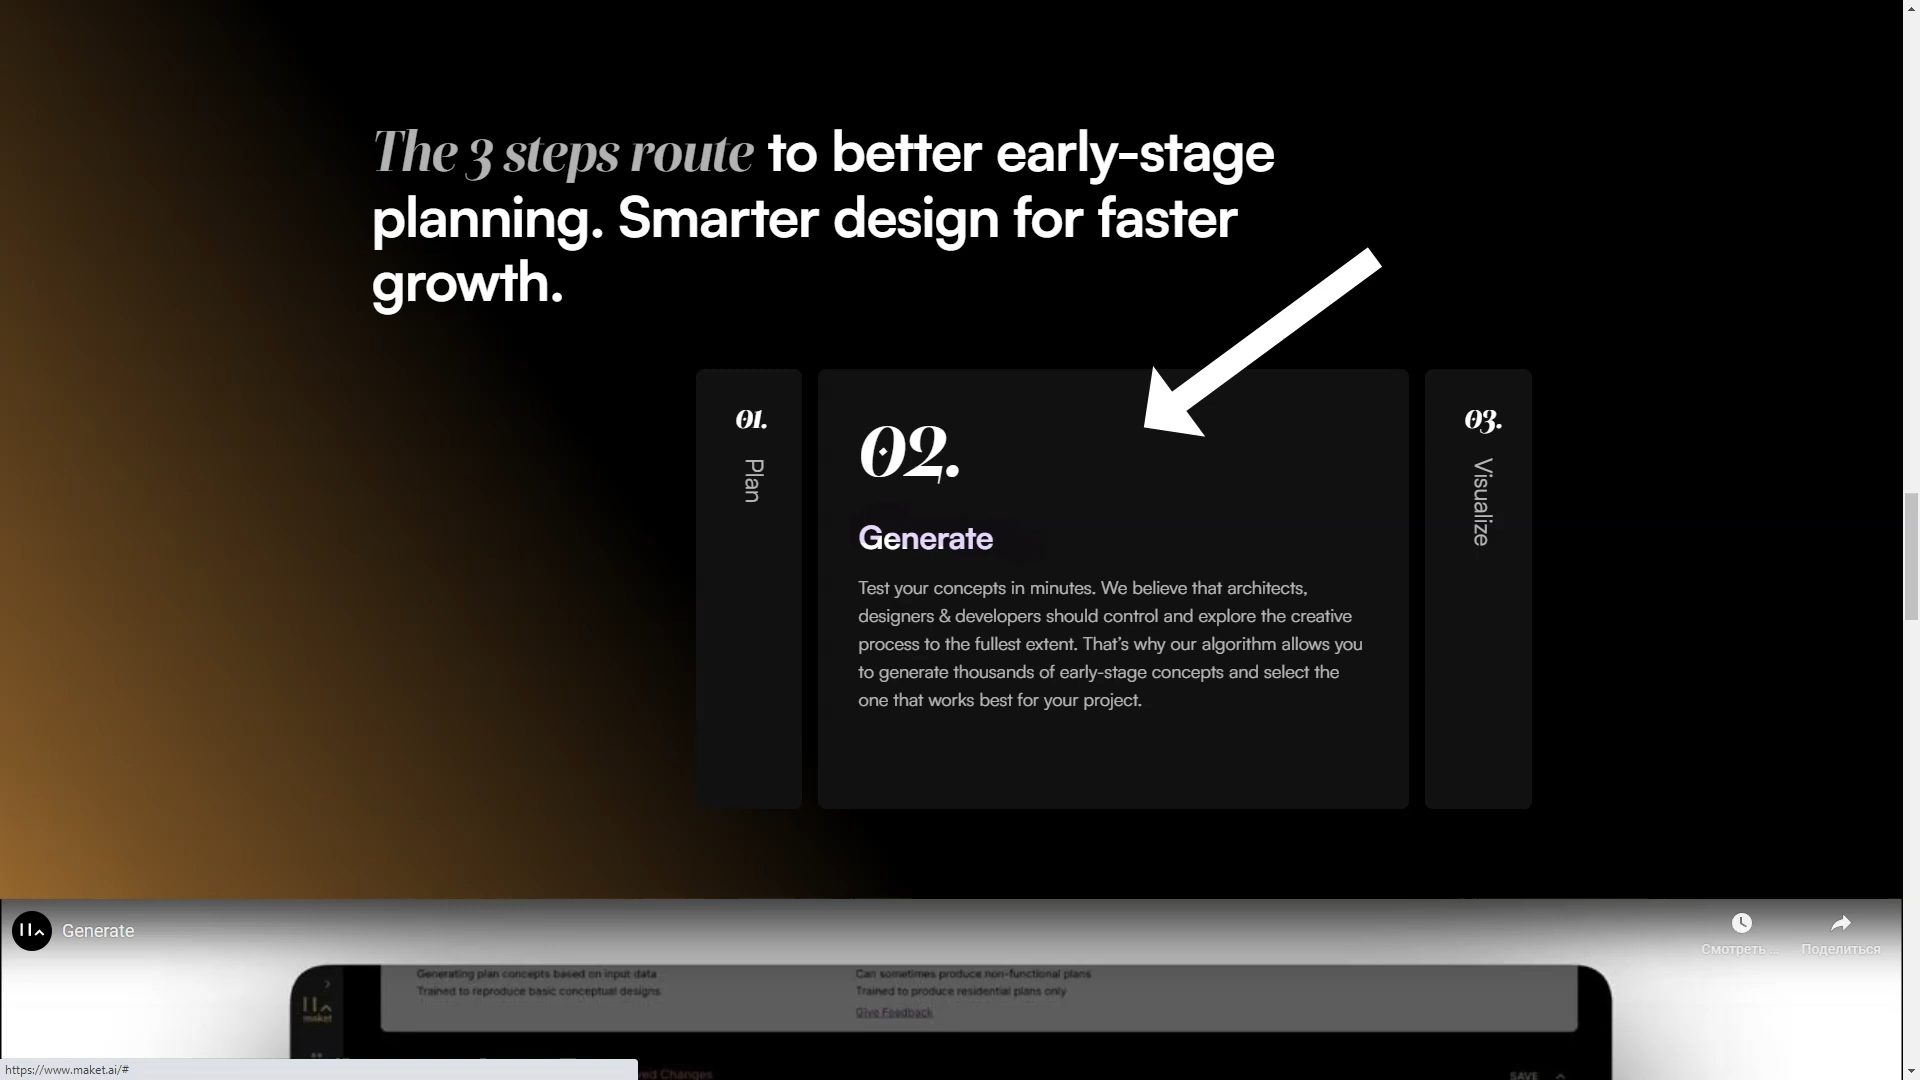 The 3 steps route to better early-stage
planning. Smarter design for faster
growth.
01.
Plan
02.
Generate
Test your concepts in minutes. We believe that architects,
designers & developers should control and explore the creative
process to the fullest extent. That's why our algorithm allows you
to generate thousands of early-stage concepts and select the
one that works best for your project.
03.
Visualize
Generate
Смотреть ...
Поделиться
Generating plan concepts based on input data
Trained to reproduce basic conceptual designs
Can sometimes produce non-functional plans
Trained to produce residential plans only
Give Feedback
maket
Changes
SAVE
https://www.maket.ai/#